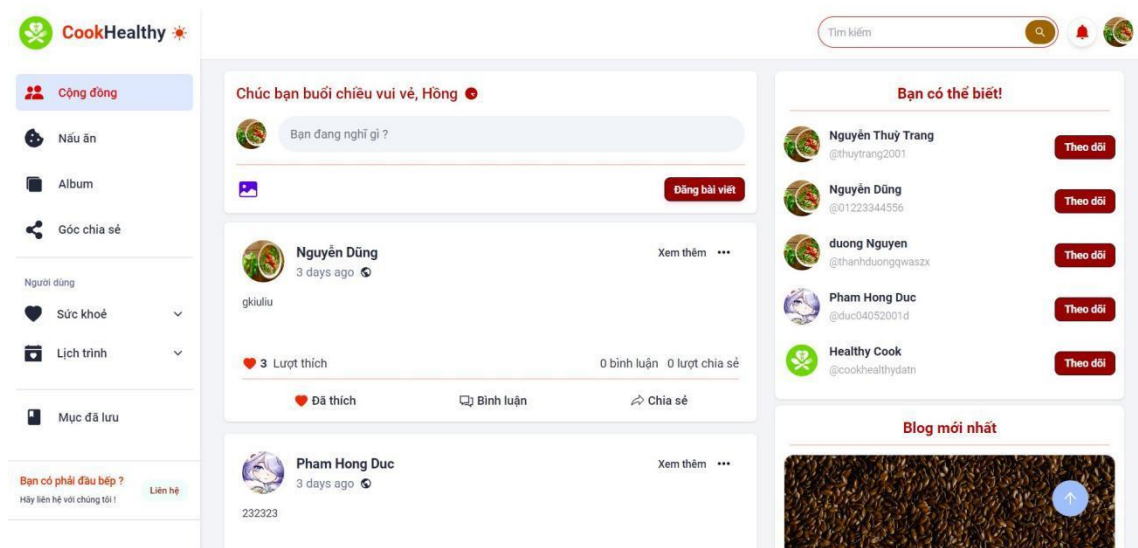 CookHealthy
Tìm kiếm
Cộng đồng
Nấu ăn
Album
Góc chia sẻ
Người dùng
Sức khoẻ
Lịch trình
Mục đã lưu
Bạn có phải đầu bếp ?
Hãy liên hệ với chúng tôi !
Liên hệ
Chúc bạn buổi chiều vui vẻ, Hồng
Bạn đang nghĩ gì ?
Đăng bài viết
Nguyễn Dũng
Xem thêm •••
3 days ago
gkiuliu
3 Lượt thích
0 bình luận 0 lượt chia sẻ
Đã thích
Bình luận
Chia sẻ
Pham Hong Duc
Xem thêm •••
3 days ago
232323
Bạn có thể biết!
Nguyễn Thuỳ Trang
@thuytrang2001
Theo dõi
Nguyễn Dũng
@01223344556
Theo dõi
duong Nguyen
@thanhduongqwaszx
Theo dõi
Pham Hong Duc
@duc04052001d
Theo dõi
Healthy Cook
@cookhealthydatn
Theo dõi
Blog mới nhất